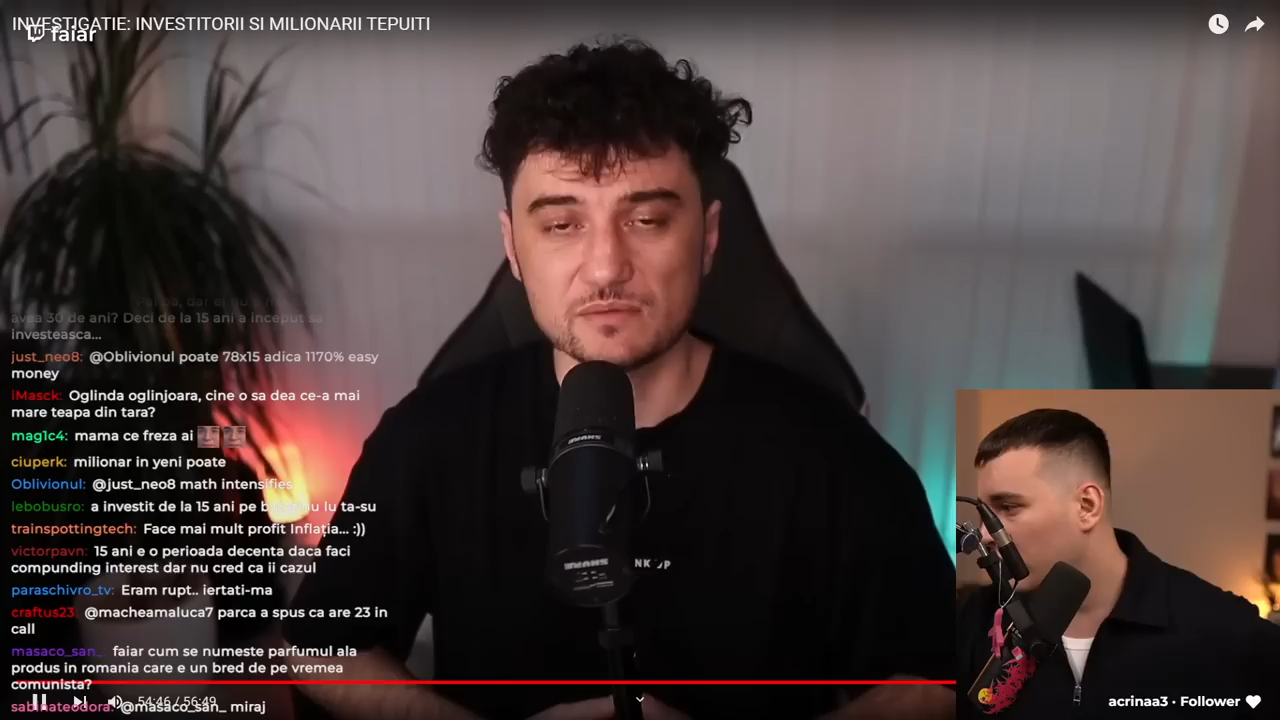 INVESTIGATIE: INVESTITORII SI MILIONARII TEPUITI
faiar
avea 30 de ani? Deci de la 15 ani a inceput sa
investeasca...
just_neo8: @Oblivionul poate 78x15 adica 1170% easy
money
iMasck: Oglinda oglinjoara, cine o sa dea ce-a mai
mare teapa din tara?
mag1c4: mama ce freza ai
ciuperk: milionar in yeni poate
Oblivionul: @just_neo8 math intensifies
lebobusro: a investit de la 15 ani pe lu ta-su
trainspottingtech: Face mai mult profit Inflația... :))
victorpavn: 15 ani e o perioada decenta daca faci
compunding interest dar nu cred ca ii cazul
paraschivro_tv: Eram rupt.. iertati-ma
craftus23: @macheamaluca7 parca a spus ca are 23 in
call
masaco_san_ faiar cum se numeste parfumul ala
produs in romania care e un bred de pe vremea
comunista?
54:46 / 56:49
sabinateodora: @masaco_san_ miraj
SHURE
SHURE
acrinaa3 · Follower